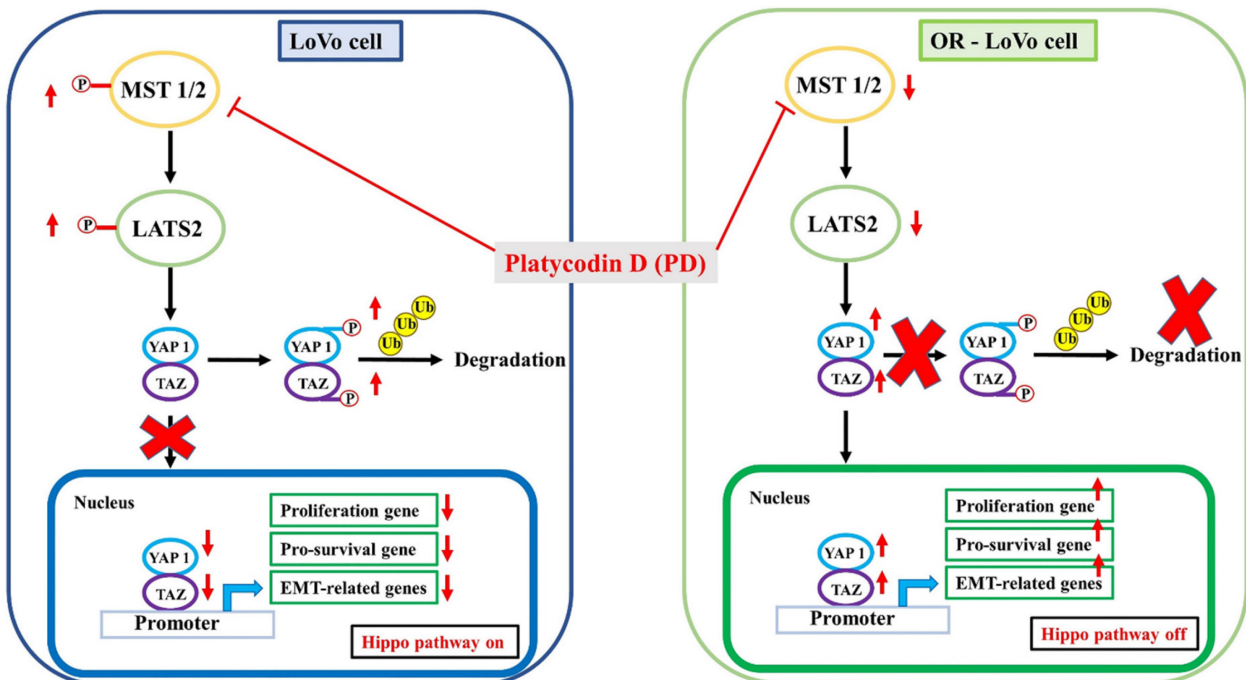 LoVo cell
P
MST 1/2
P
LATS2
YAP 1
TAZ
YAP 1
TAZ
P
P
Ub
Ub
Ub
Degradation
Nucleus
Proliferation gene
Pro-survival gene
EMT-related genes
YAP 1
TAZ
Promoter
Hippo pathway on
Platycodin D (PD)
OR - LoVo cell
MST 1/2
LATS2
YAP 1
TAZ
YAP 1
TAZ
P
P
Ub
Ub
Ub
Degradation
Nucleus
Proliferation gene
Pro-survival gene
EMT-related genes
YAP 1
TAZ
Promoter
Hippo pathway off